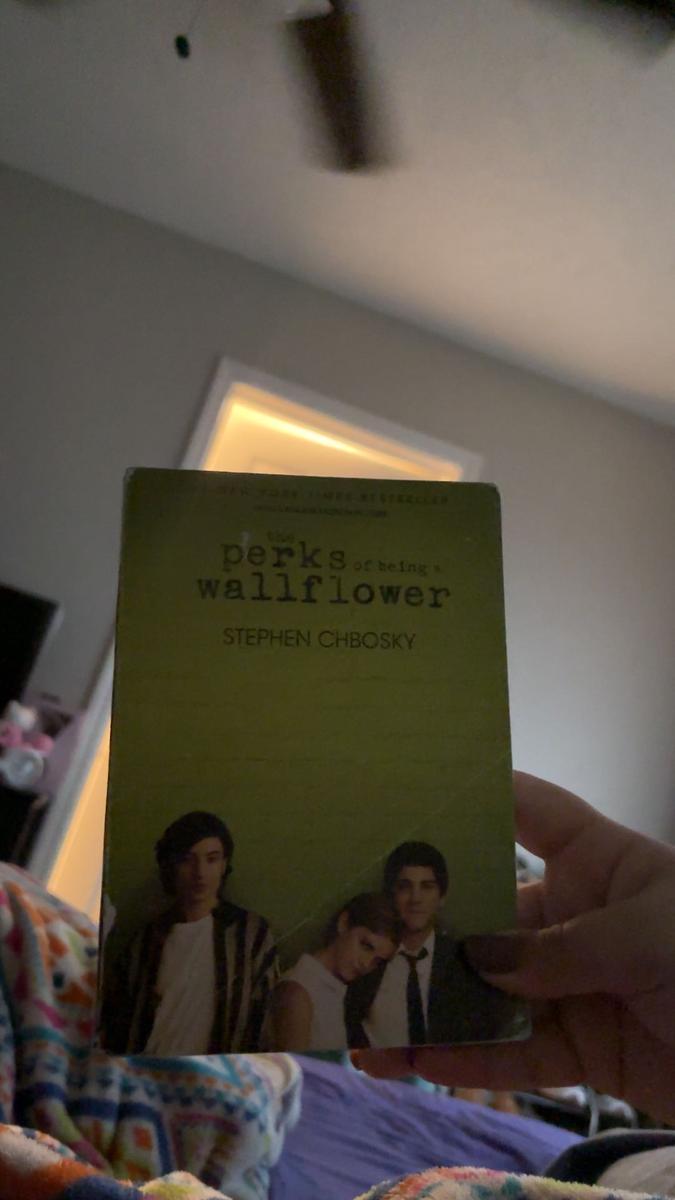 NEW YORK TIMES BESTSELLER
the
perks of being a
wallflower
STEPHEN CHBOSKY